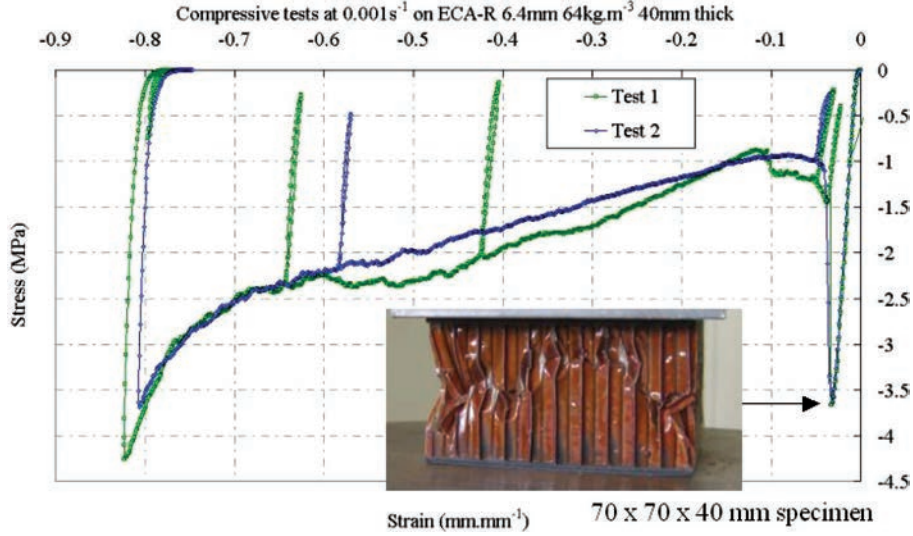 Compressive tests at 0.001s⁻¹ on ECA-R 6.4mm 64kg.m⁻³ 40mm thick
-0.9 -0.8 -0.7 -0.6 -0.5 -0.4 -0.3 -0.2 -0.1 0
0
-0.5
-1
-1.5
-2
-2.5
-3
-3.5
-4
-4.5
Test 1
Test 2
Stress (MPa)
Strain (mm.mm⁻¹)
70 x 70 x 40 mm specimen